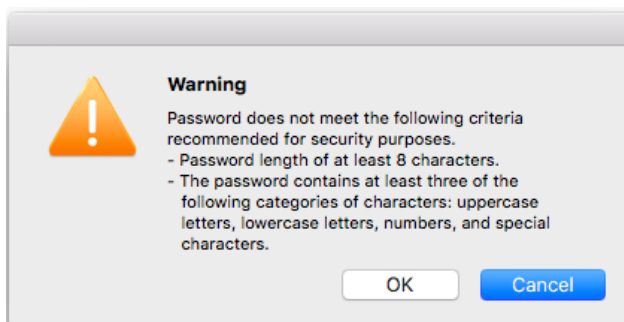 Warning
Password does not meet the following criteria
recommended for security purposes.
- Password length of at least 8 characters.
- The password contains at least three of the
following categories of characters: uppercase
letters, lowercase letters, numbers, and special
characters.
OK Cancel